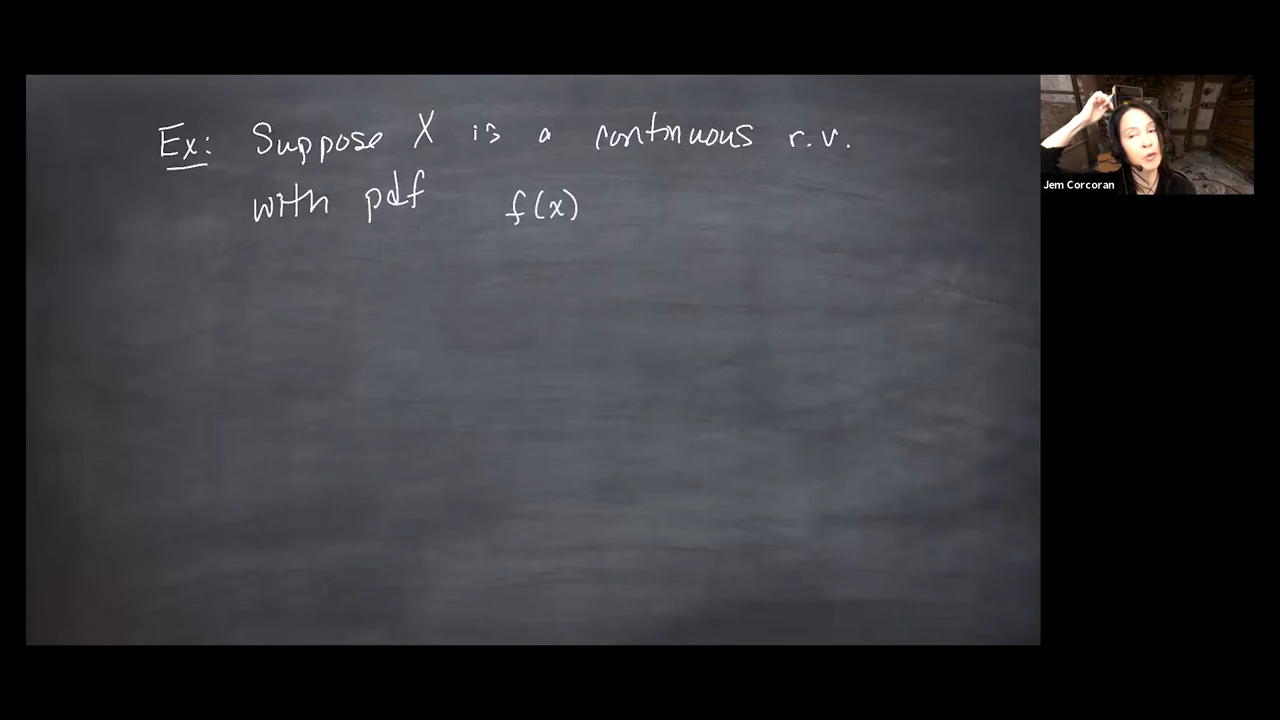 Ex: Suppose X is a continuous r.v.
with pdf f(x)
Jem Corcoran